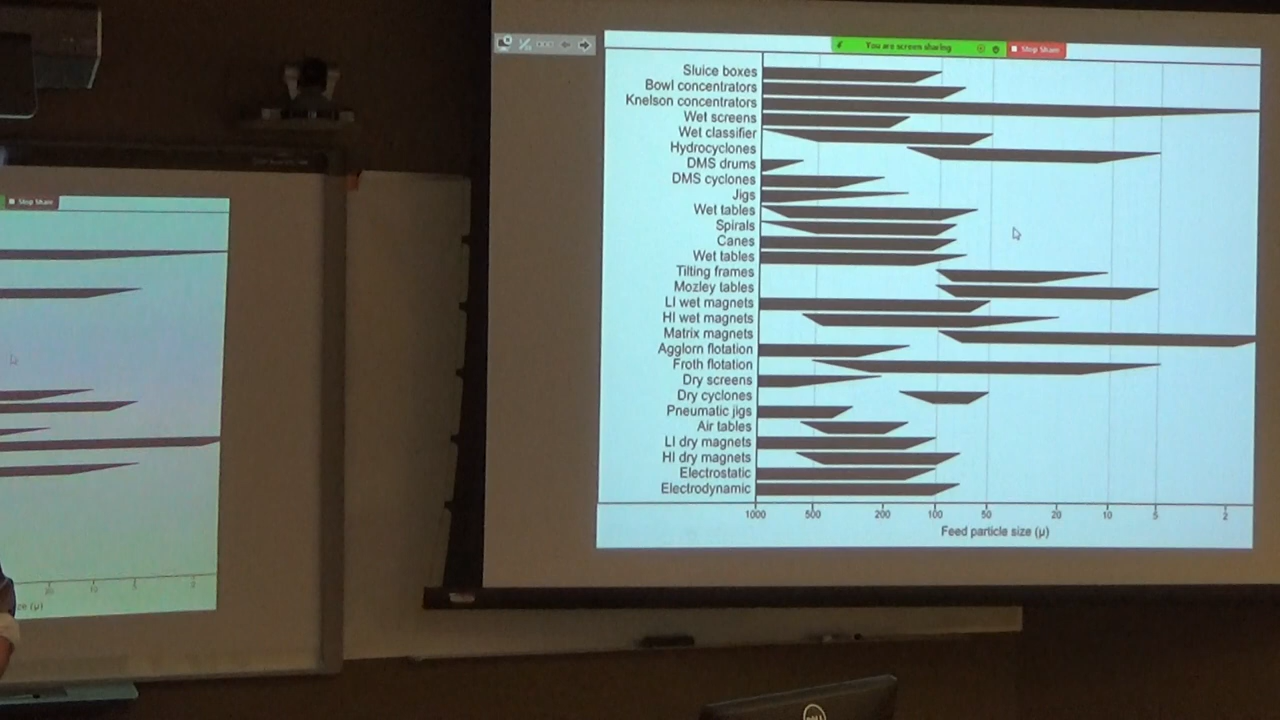 You are screen sharing
Stop Share
Sluice boxes
Bowl concentrators
Knelson concentrators
Wet screens
Wet classifier
Hydrocyclones
DMS drums
DMS cyclones
Jigs
Wet tables
Spirals
Canes
Wet tables
Tilting frames
Mozley tables
LI wet magnets
HI wet magnets
Matrix magnets
Agglorn flotation
Froth flotation
Dry screens
Dry cyclones
Pneumatic jigs
Air tables
LI dry magnets
HI dry magnets
Electrostatic
Electrodynamic
1000 500 200 100 50 20 10 5 2
Feed particle size (μ)
Stop Share
ze (μ)
DELL